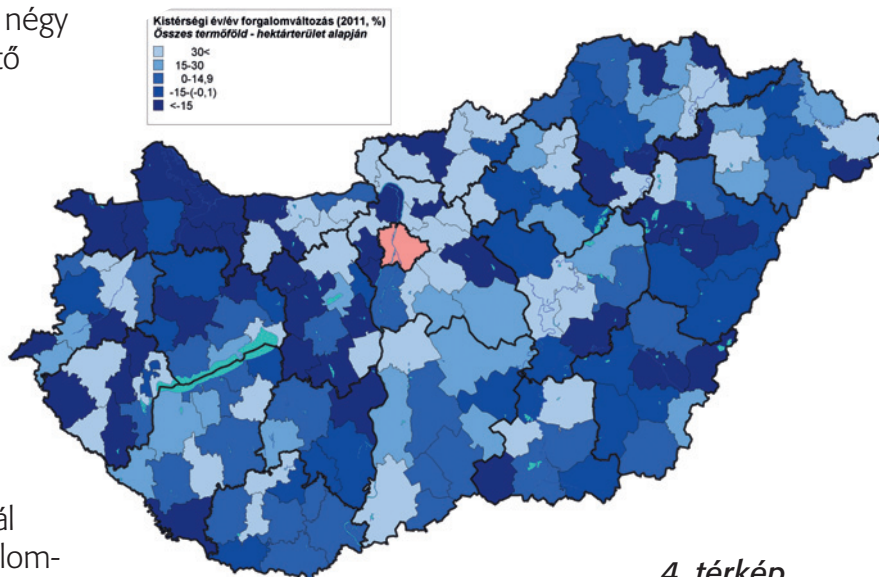 négy
tő
Kistérségi év/év forgalomváltozás (2011, %)
Összes termőföld - hektárterület alapján
30<
15-30
0-14,9
-15-(-0,1)
<-15
ál
lom-
4. térkép